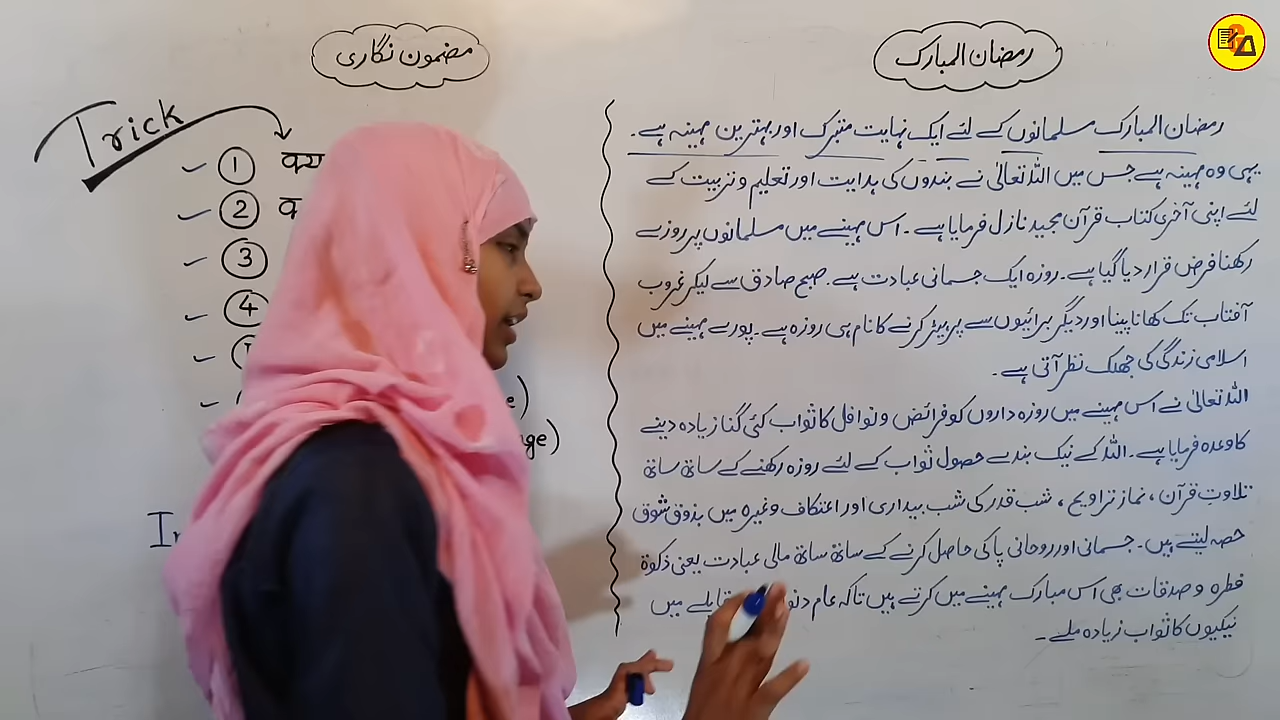 مضمون نگاری
Trick
1 क्य
2 क
3
4
e)
ge)
In
رمضان المبارک
رمضان المبارک مسلمانوں کے لئے ایک نہایت متبرک اور بہترین مہینہ ہے۔
یہی وہ مہینہ ہے جس میں اللہ تعالیٰ نے بندوں کی ہدایت اور تعلیم و تربیت کے
لئے اپنی آخری کتاب قرآن مجید نازل فرمایا ہے۔ اس مہینے میں مسلمانوں پر روزے
رکھنا فرض قرار دیا گیا ہے۔ روزہ ایک جسمانی عبادت ہے۔ صبح صادق سے لیکر غروب
آفتاب تک کھانا پینا اور دیگر برائیوں سے پرہیز کرنے کا نام ہی روزہ ہے۔ پورے مہینے میں
اسلامی زندگی کی جھلک نظر آتی ہے۔
اللہ تعالیٰ نے اس مہینے میں روزہ داروں کو فرائض و نوافل کا ثواب کئی گنا زیادہ دینے
کا وعدہ فرمایا ہے۔ اللہ کے نیک بندے حصول ثواب کے لئے روزہ رکھنے کے ساتھ ساتھ
تلاوتِ قرآن، نماز تراویح، شب قدر کی شب بیداری اور اعتکاف وغیرہ میں بذوق شوق
حصہ لیتے ہیں۔ جسمانی اور روحانی پاکی حاصل کرنے کے ساتھ ساتھ مالی عبادت یعنی ذکوۃ
فطرہ و صدقات بھی اس مبارک مہینے میں کرتے ہیں تاکہ عام دنو قابلے میں
نیکیوں کا ثواب زیادہ ملے۔